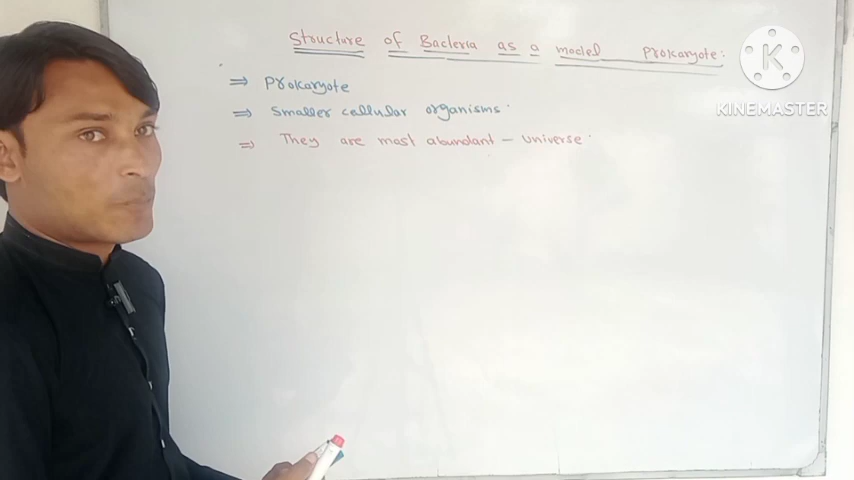 Structure of Bacteria as a model Prokaryote:
⇒ Prokaryote
⇒ Smaller cellular organisms.
⇒ They are most abundant - universe.
K
KINEMASTER